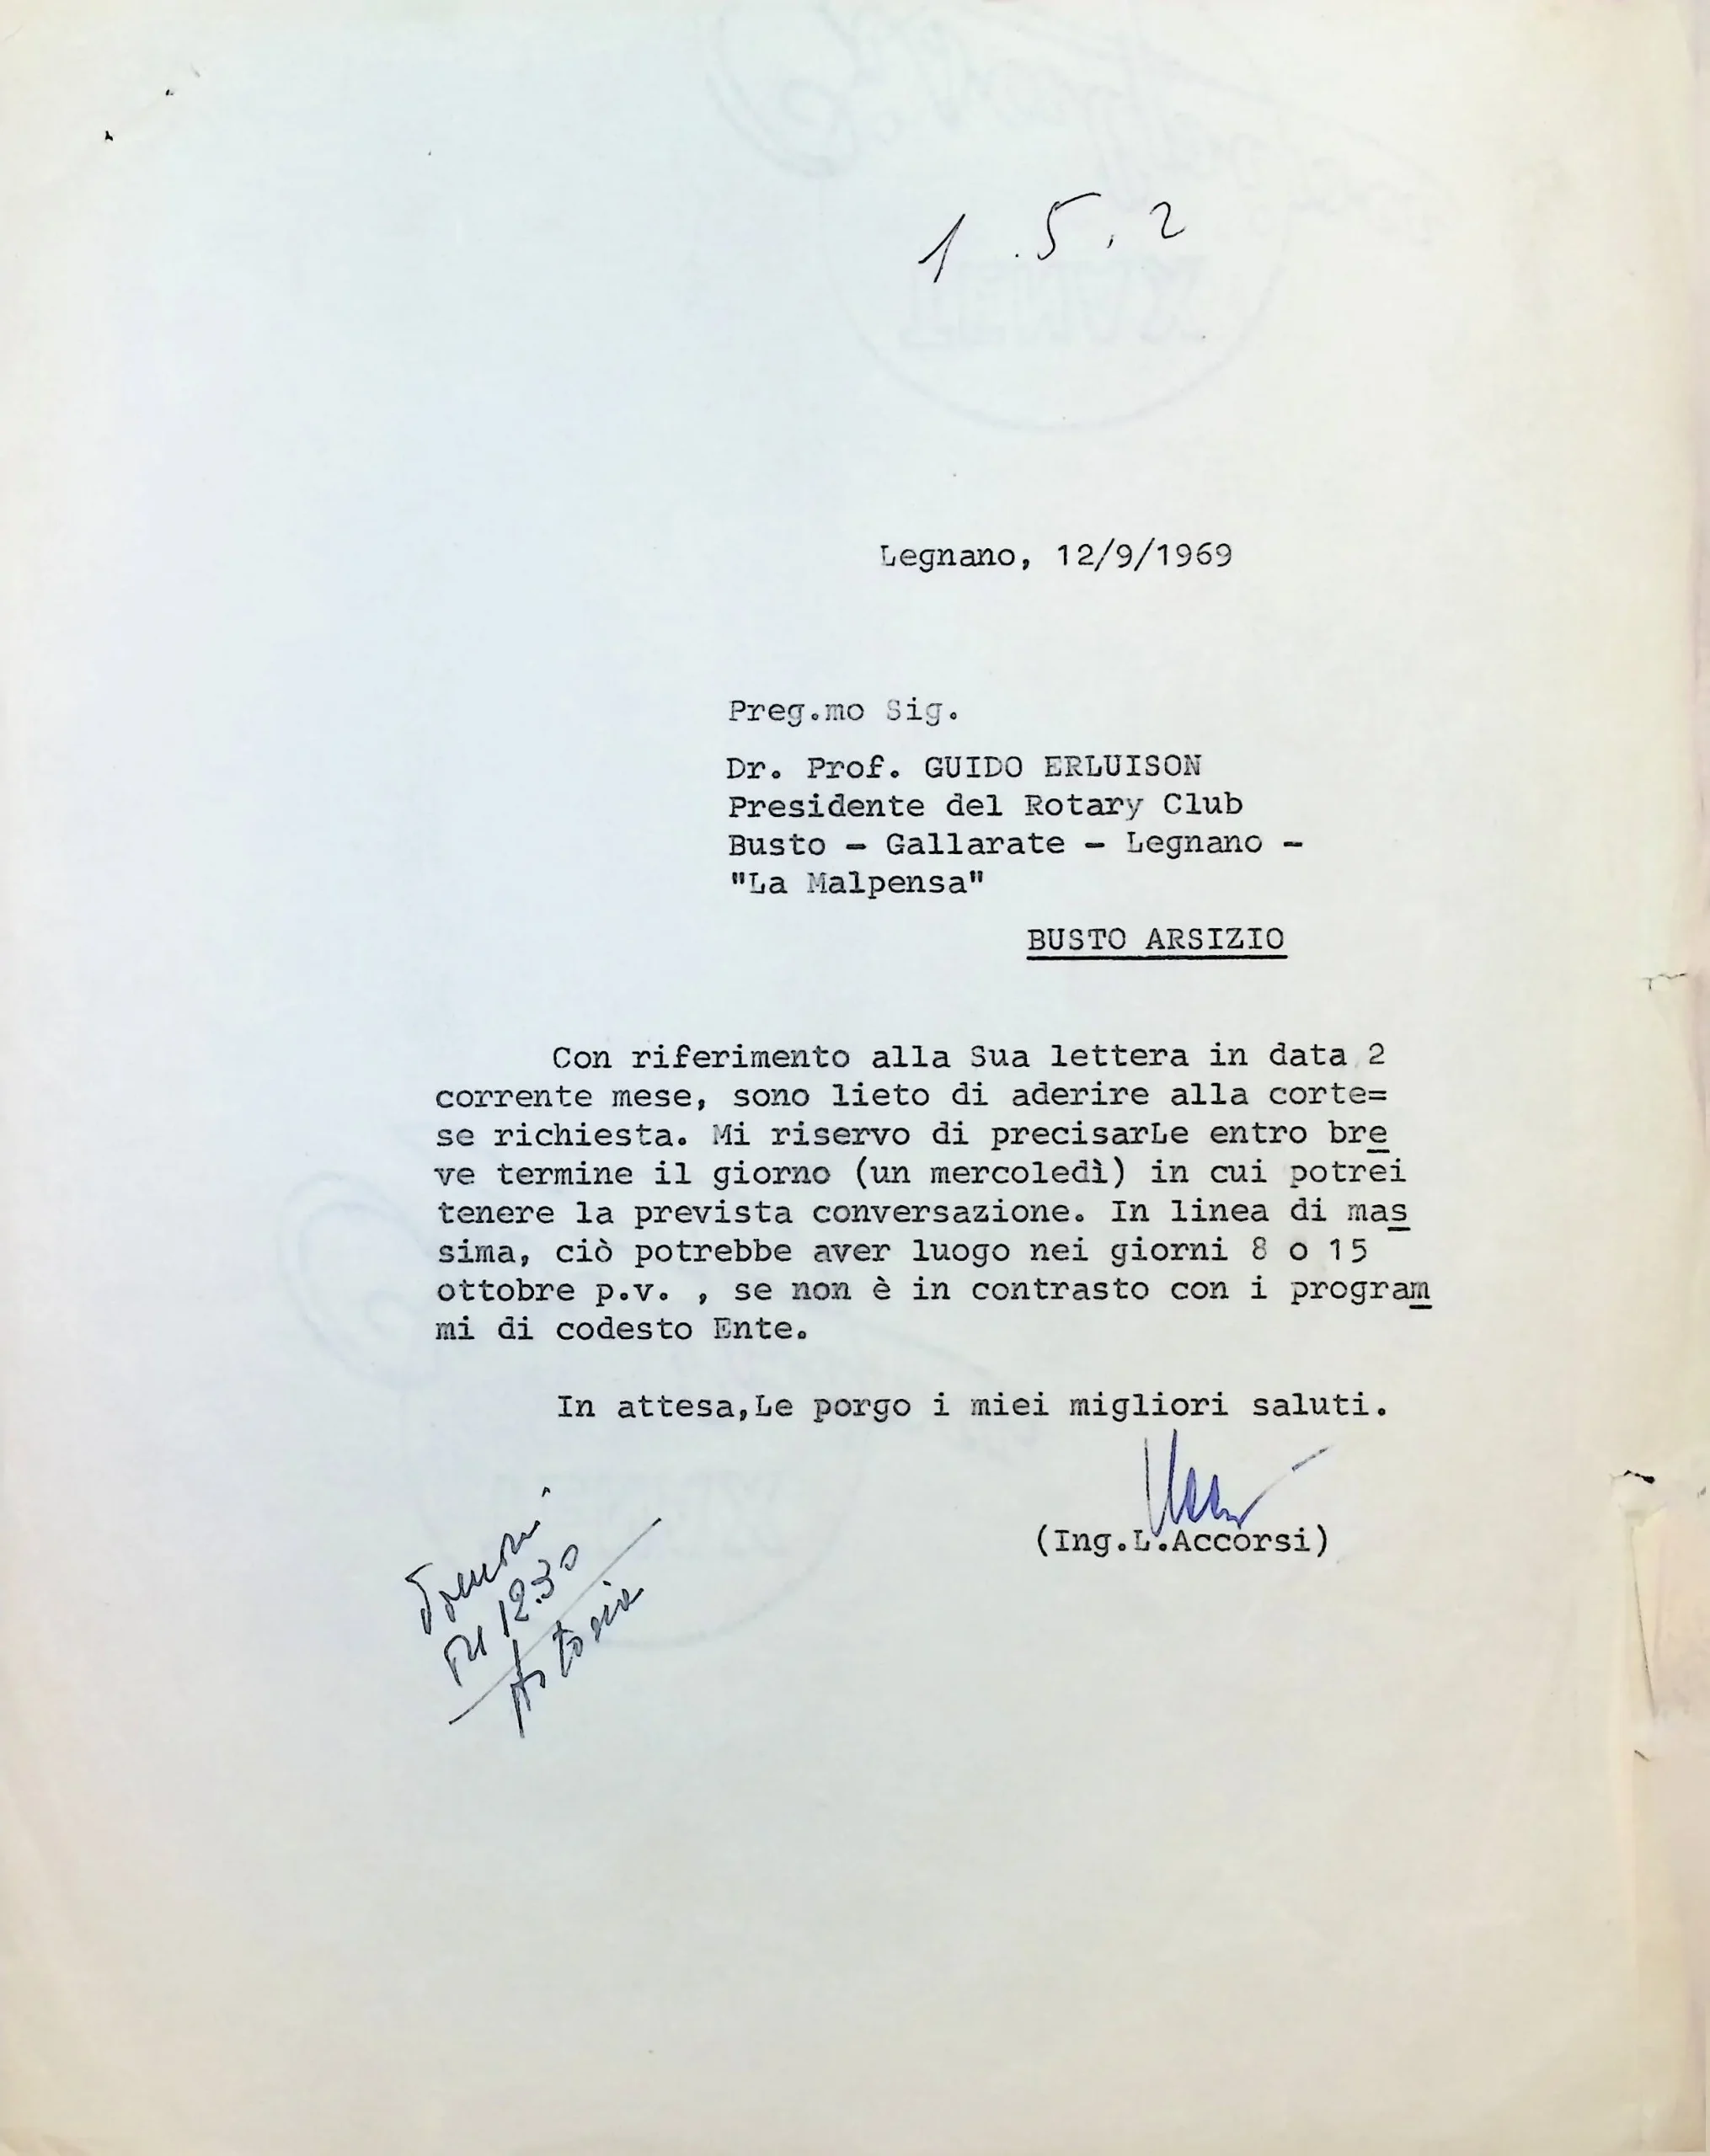 1.5.2
Legnano, 12/9/1969
Preg.mo Sig.
Dr. Prof. GUIDO ERLUISON
Presidente del Rotary Club
Busto - Gallarate - Legnano -
"La Malpensa"
BUSTO ARSIZIO
Con riferimento alla Sua lettera in data 2
corrente mese, sono lieto di aderire alla corte=
se richiesta. Mi riservo di precisarLe entro bre
ve termine il giorno (un mercoledì) in cui potrei
tenere la prevista conversazione. In linea di mas
sima, ciò potrebbe aver luogo nei giorni 8 o 15
ottobre p.v. , se non è in contrasto con i program
mi di codesto Ente.
In attesa,Le porgo i miei migliori saluti.
(Ing.L.Accorsi)
12.30